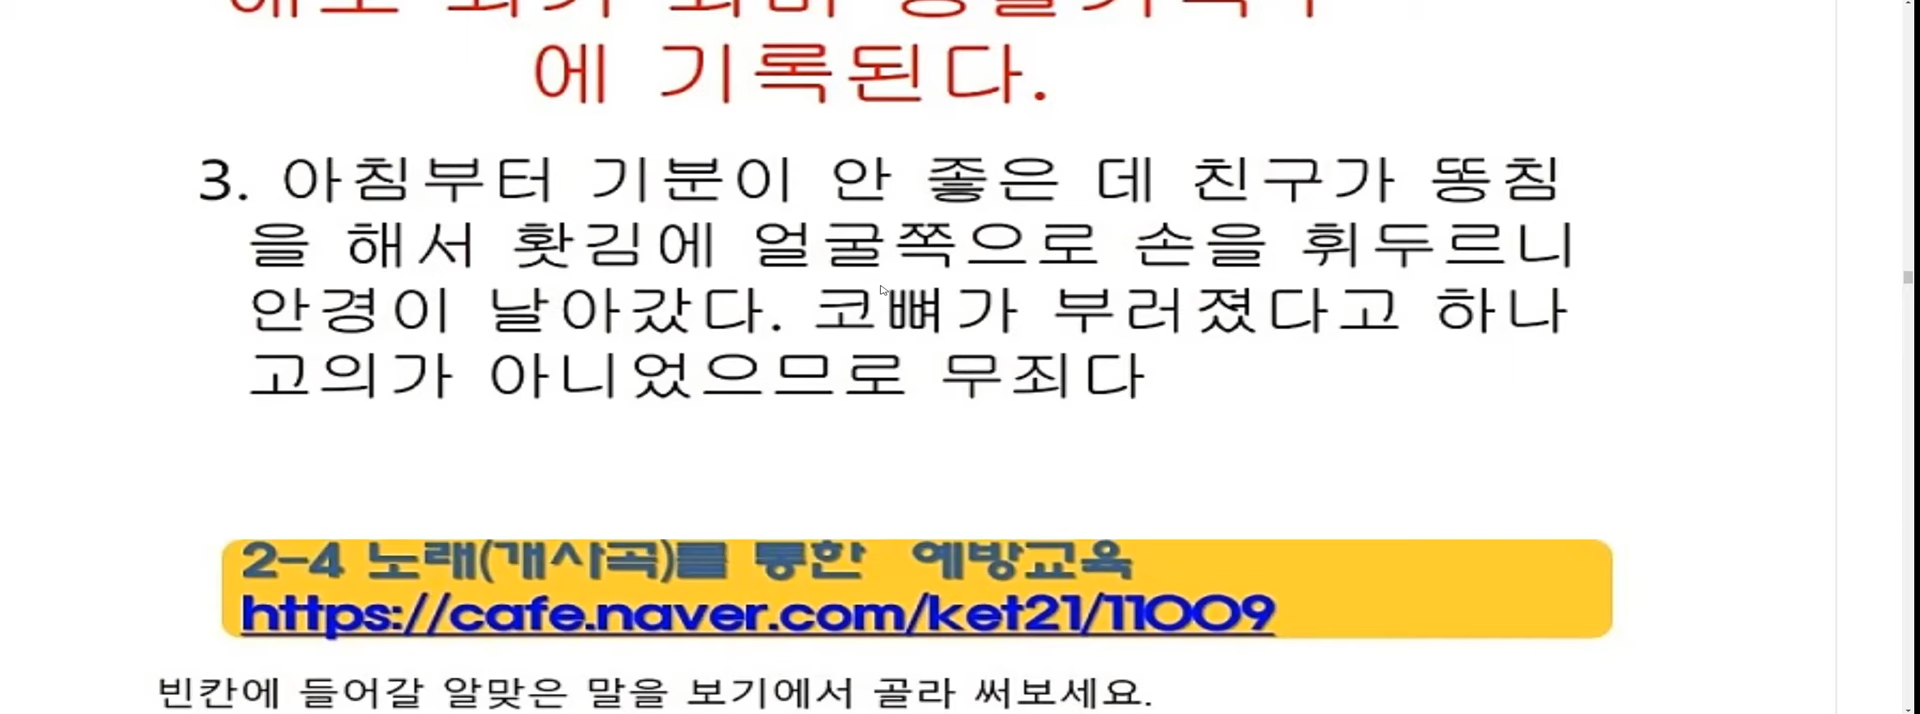 에 기록된다.
3. 아침부터 기분이 안 좋은 데 친구가 똥침
을 해서 홧김에 얼굴쪽으로 손을 휘두르니
안경이 날아갔다. 코뼈가 부러졌다고 하나
고의가 아니었으므로 무죄다
2-4 노래(개사곡)를 통한 예방교육
https://cafe.naver.com/ket21/11009
빈칸에 들어갈 알맞은 말을 보기에서 골라 써보세요.